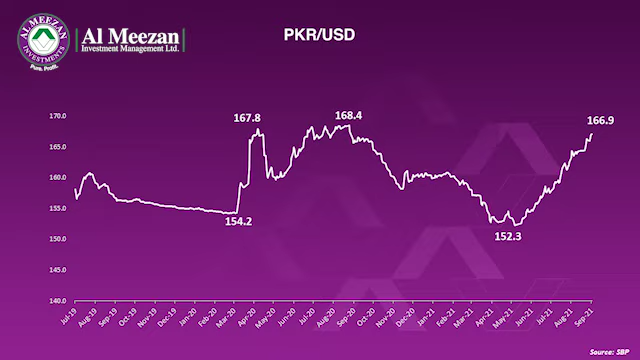 AL MEEZAN
INVESTMENTS
Pure. Profit.
Al Meezan
Investment Management Ltd.
PKR/USD
170.0
165.0
160.0
155.0
150.0
145.0
140.0
167.8
168.4
166.9
154.2
152.3
Jul-19
Aug-19
Sep-19
Oct-19
Nov-19
Dec-19
Jan-20
Feb-20
Mar-20
Apr-20
May-20
Jun-20
Jul-20
Aug-20
Sep-20
Oct-20
Nov-20
Dec-20
Jan-21
Feb-21
Mar-21
Apr-21
May-21
Jun-21
Jul-21
Aug-21
Sep-21
Source: SBP